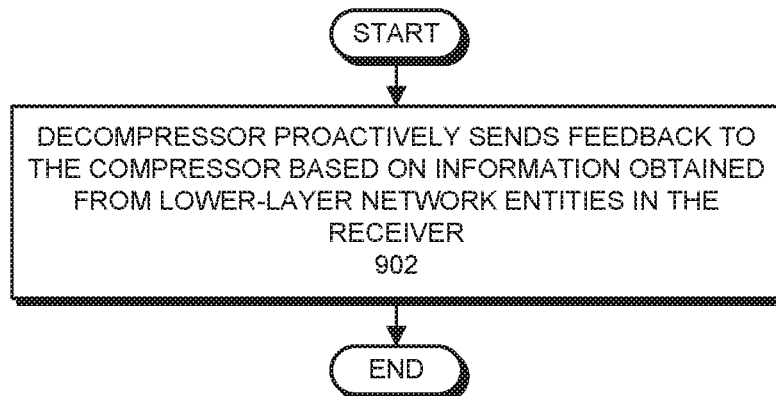 START
DECOMPRESSOR PROACTIVELY SENDS FEEDBACK TO
THE COMPRESSOR BASED ON INFORMATION OBTAINED
FROM LOWER-LAYER NETWORK ENTITIES IN THE
RECEIVER
902
END